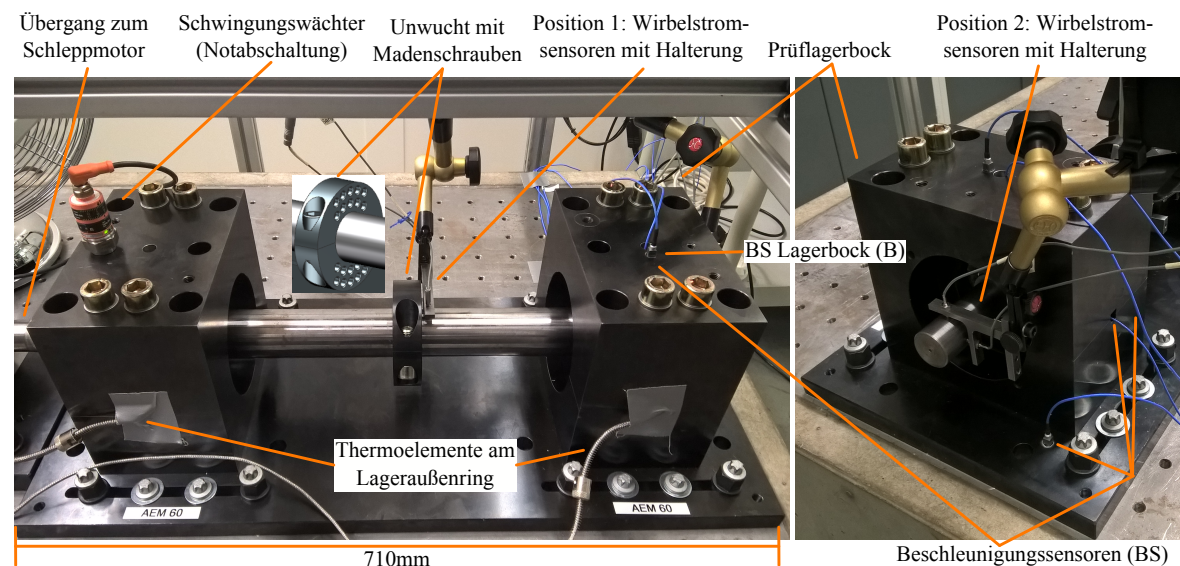 Übergang zum
Schleppmotor
Schwingungswächter
(Notabschaltung)
Unwucht mit
Madenschrauben
Position 1: Wirbelstrom-
sensoren mit Halterung
Prüflagerbock
Position 2: Wirbelstrom-
sensoren mit Halterung
BS Lagerbock (B)
Thermoelemente am
Lageraußenring
AEM 60
AEM 60
710mm
Beschleunigungssensoren (BS)